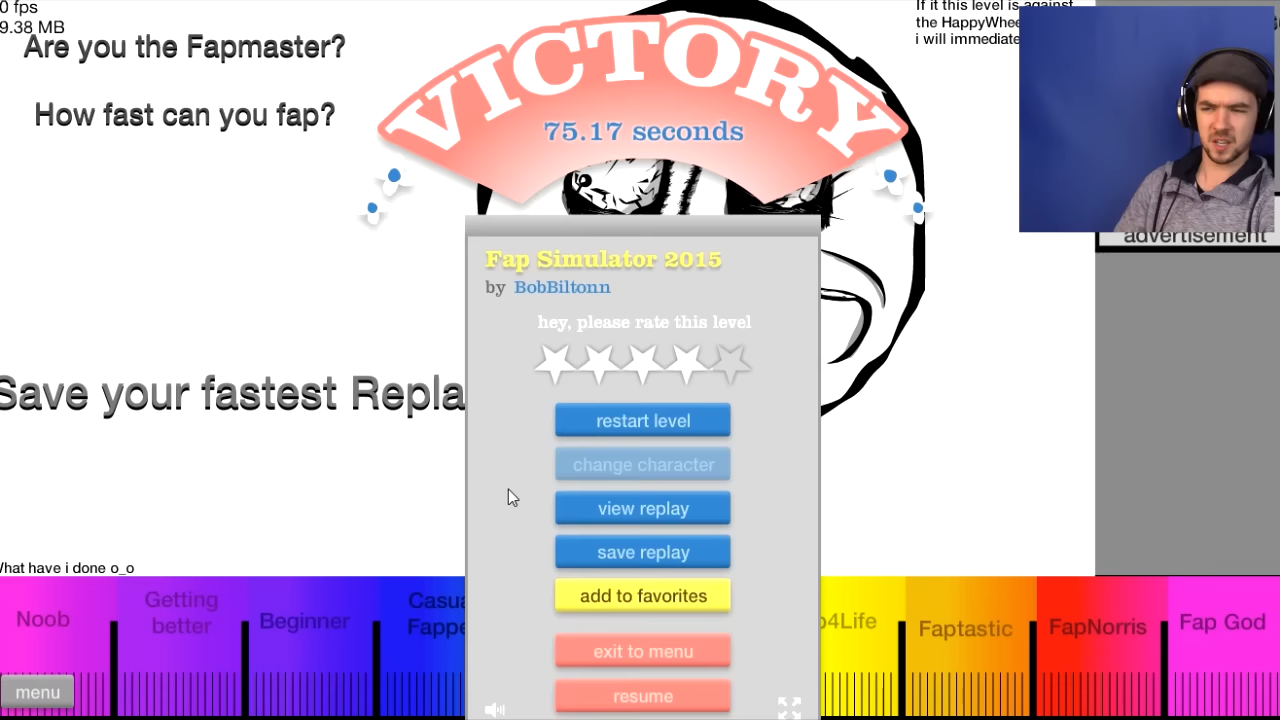 0 fps
9.38 MB
Are you the Fapmaster?
How fast can you fap?
If it this level is against
the HappyWhee
i will immediate
VICTORY
75.17 seconds
advertisement
Fap Simulator 2015
by BobBiltonn
hey, please rate this level
Save your fastest Repla
restart level
change character
view replay
save replay
add to favorites
exit to menu
resume
What have i done o_o
Noob
Getting
better
Beginner
Casua
Fappe
p4Life
Faptastic
FapNorris
Fap God
menu